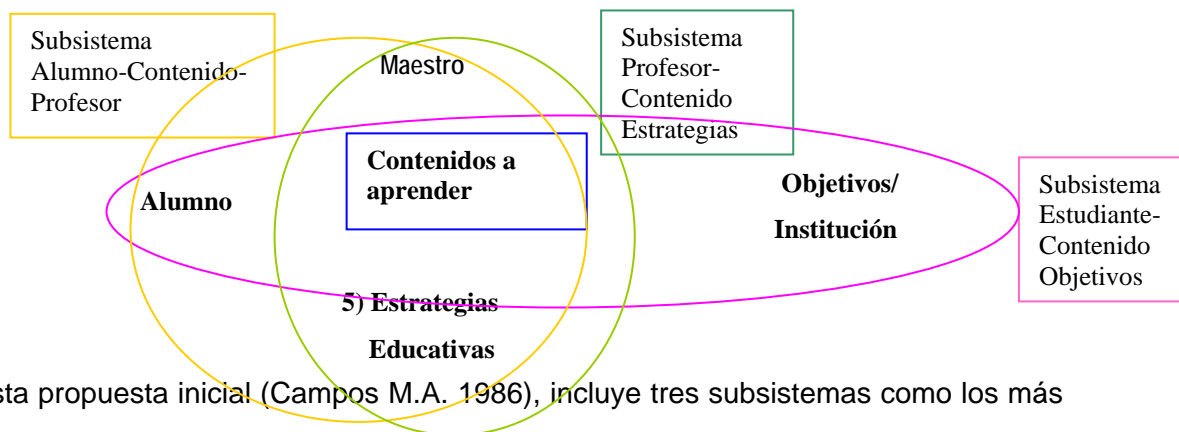 Subsistema
Alumno-Contenido-
Profesor
Maestro
Subsistema
Profesor-
Contenido
Estrategias
Contenidos a
aprender
Alumno
Objetivos/
Institución
Subsistema
Estudiante-
Contenido
Objetivos
5) Estrategias
Educativas
sta propuesta inicial (Campos M.A. 1986), incluye tres subsistemas como los más